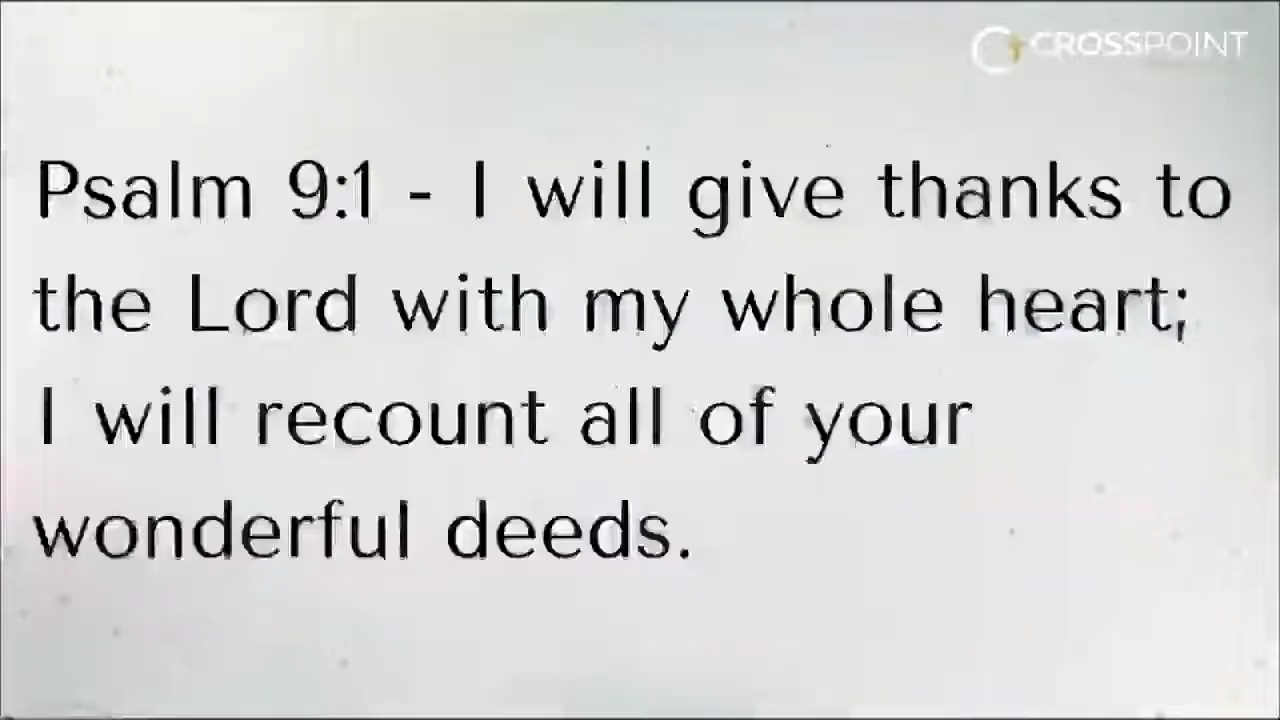 CROSSPOINT
Psalm 9:1 - I will give thanks to
the Lord with my whole heart;
I will recount all of your
wonderful deeds.